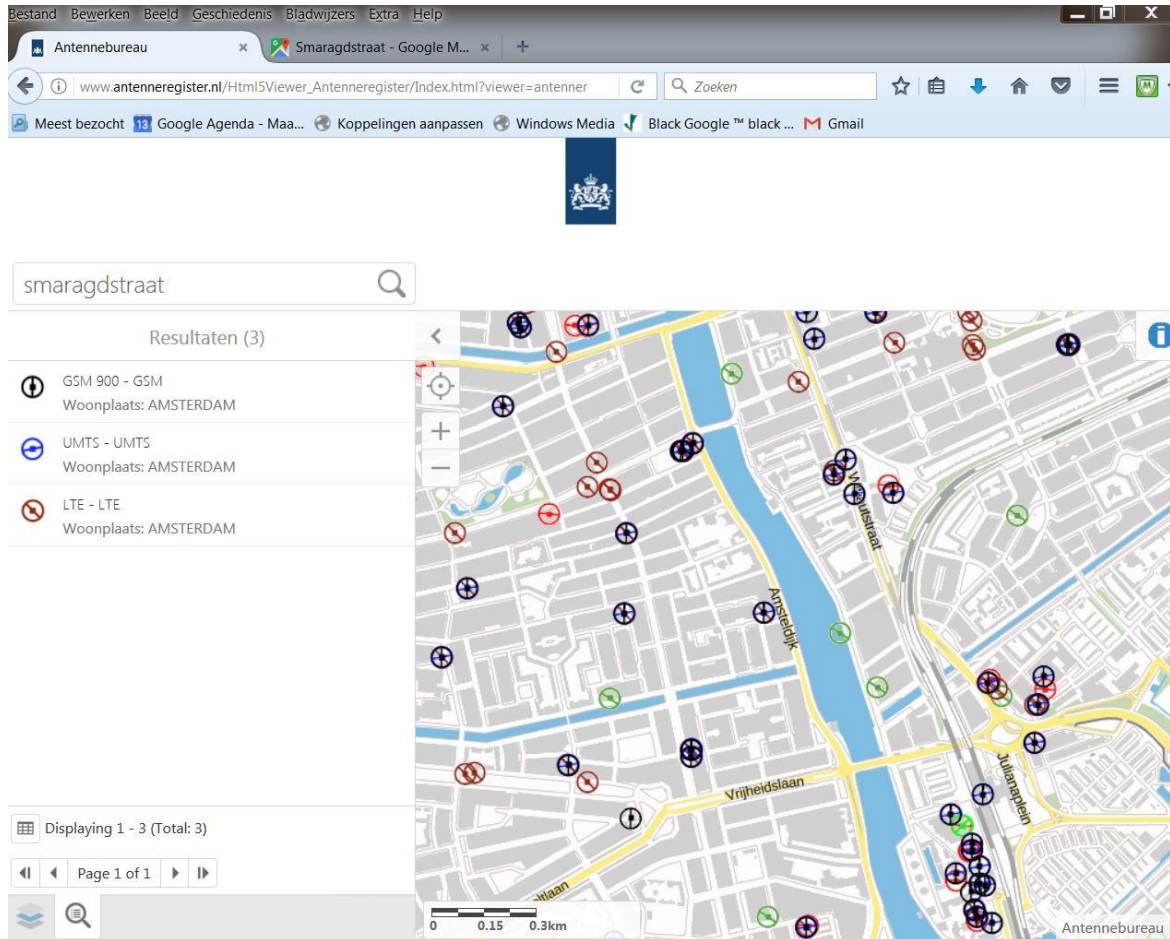 Bestand Bewerken Beeld Geschiedenis Bladwijzers Extra Help
Antennebureau
Smaragdstraat - Google M...
www.antenneregister.nl/Html5Viewer_Antenneregister/Index.html?viewer=antenner
Zoeken
Meest bezocht
13
Google Agenda - Maa...
Koppelingen aanpassen
Windows Media
Black Google ™ black ...
Gmail
smaragdstraat
Resultaten (3)
GSM 900 - GSM
Woonplaats: AMSTERDAM
UMTS - UMTS
Woonplaats: AMSTERDAM
LTE - LTE
Woonplaats: AMSTERDAM
Amsteldijk
Vrijheidslaan
Julianaplein
Displaying 1 - 3 (Total: 3)
Page 1 of 1
0 0.15 0.3km
Antennebureau